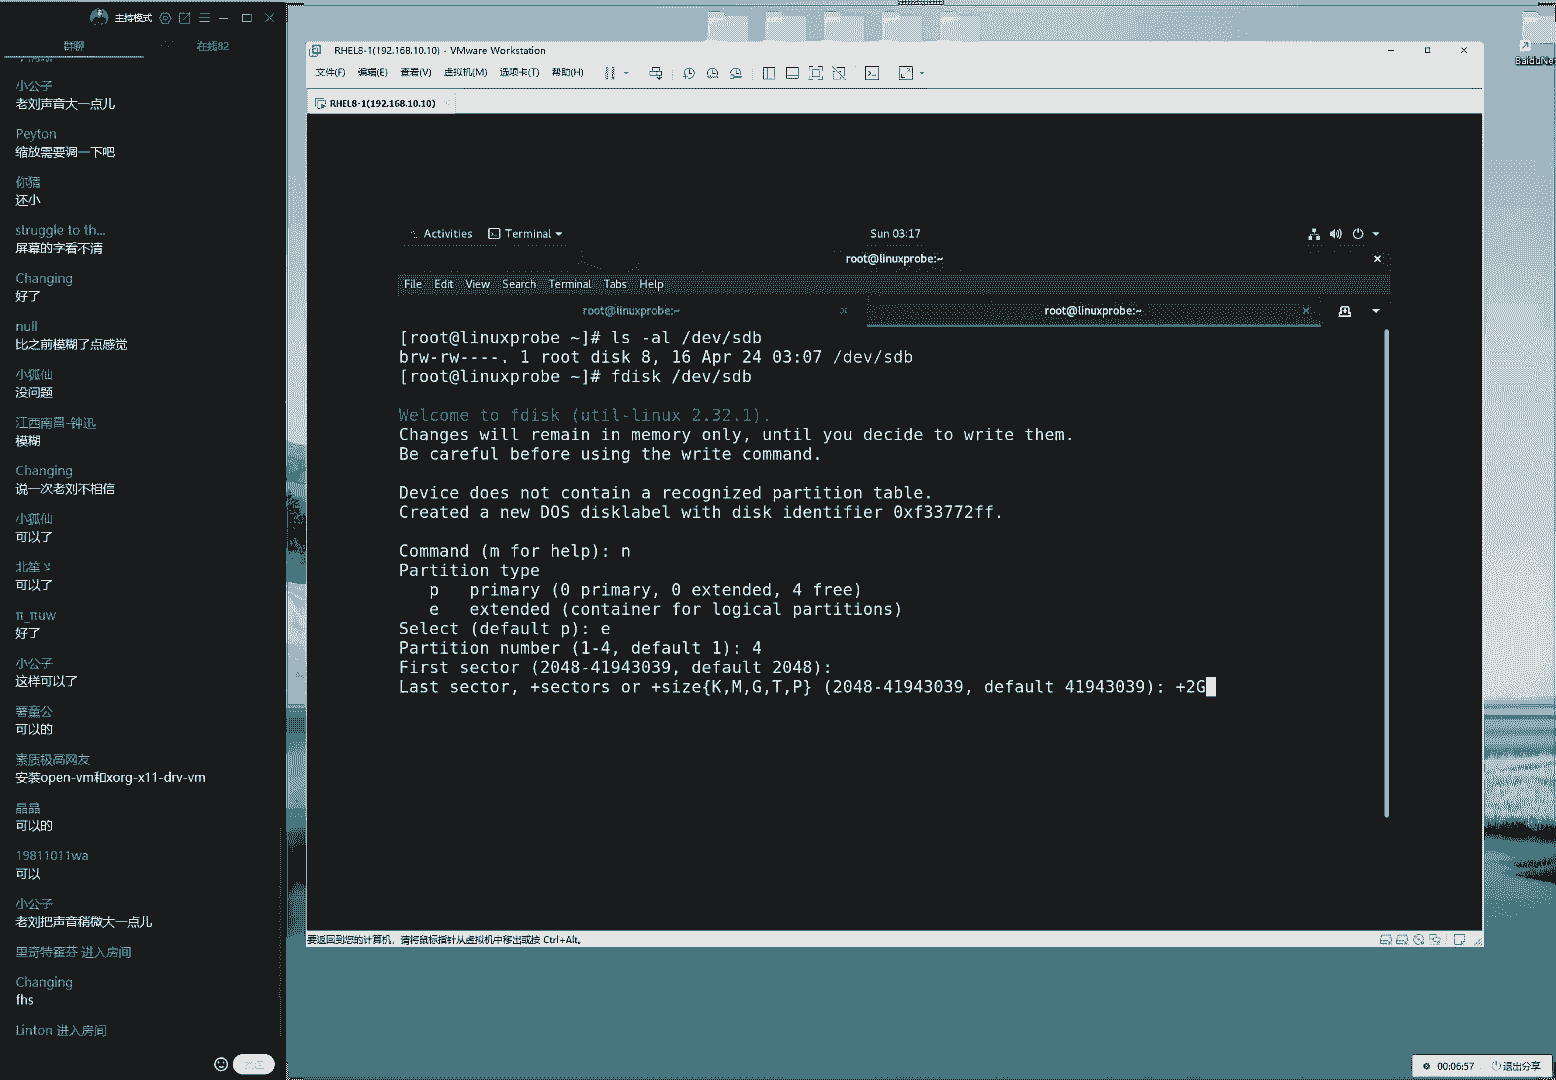 主持模式
群聊
在线82
小公子
老刘声音大一点儿
Peyton
缩放需要调一下吧
你猜
还小
struggle to th...
屏幕的字看不清
Changing
好了
null
比之前模糊了点感觉
小狐仙
没问题
江西南昌-钟迅
模糊
Changing
说一次老刘不相信
小狐仙
可以了
可以了
π_πuw
好了
小公子
这样可以了
薯童公
可以的
素质极高网友
安装open-vm和xorg-x11-drv-vm
晶晶
可以的
19811011wa
可以
小公子
老刘把声音稍微大一点儿
里奇特蛋芬 进入房间
Changing
fhs
Linton 进入房间
RHEL8-1(192.168.10.10) - VMware Workstation
文件(F) 编辑(E) 查看(V) 虚拟机(M) 选项卡(T) 帮助(H)
RHEL8-1(192.168.10.10)
Activities Terminal Sun 03:17
root@linuxprobe:~
File Edit View Search Terminal Tabs Help
root@linuxprobe:~ root@linuxprobe:~
[root@linuxprobe ~]# ls -al /dev/sdb
brw-rw----. 1 root disk 8, 16 Apr 24 03:07 /dev/sdb
[root@linuxprobe ~]# fdisk /dev/sdb
Welcome to fdisk (util-linux 2.32.1).
Changes will remain in memory only, until you decide to write them.
Be careful before using the write command.
Device does not contain a recognized partition table.
Created a new DOS disklabel with disk identifier 0xf33772ff.
Command (m for help): n
Partition type
p primary (0 primary, 0 extended, 4 free)
e extended (container for logical partitions)
Select (default p): e
Partition number (1-4, default 1): 4
First sector (2048-41943039, default 2048):
Last sector, +sectors or +size{K,M,G,T,P} (2048-41943039, default 41943039): +2G
要返回到您的计算机，请将鼠标指针从虚拟机中移出或按 Ctrl+Alt。
BaiduNe
00:06:57 退出分享